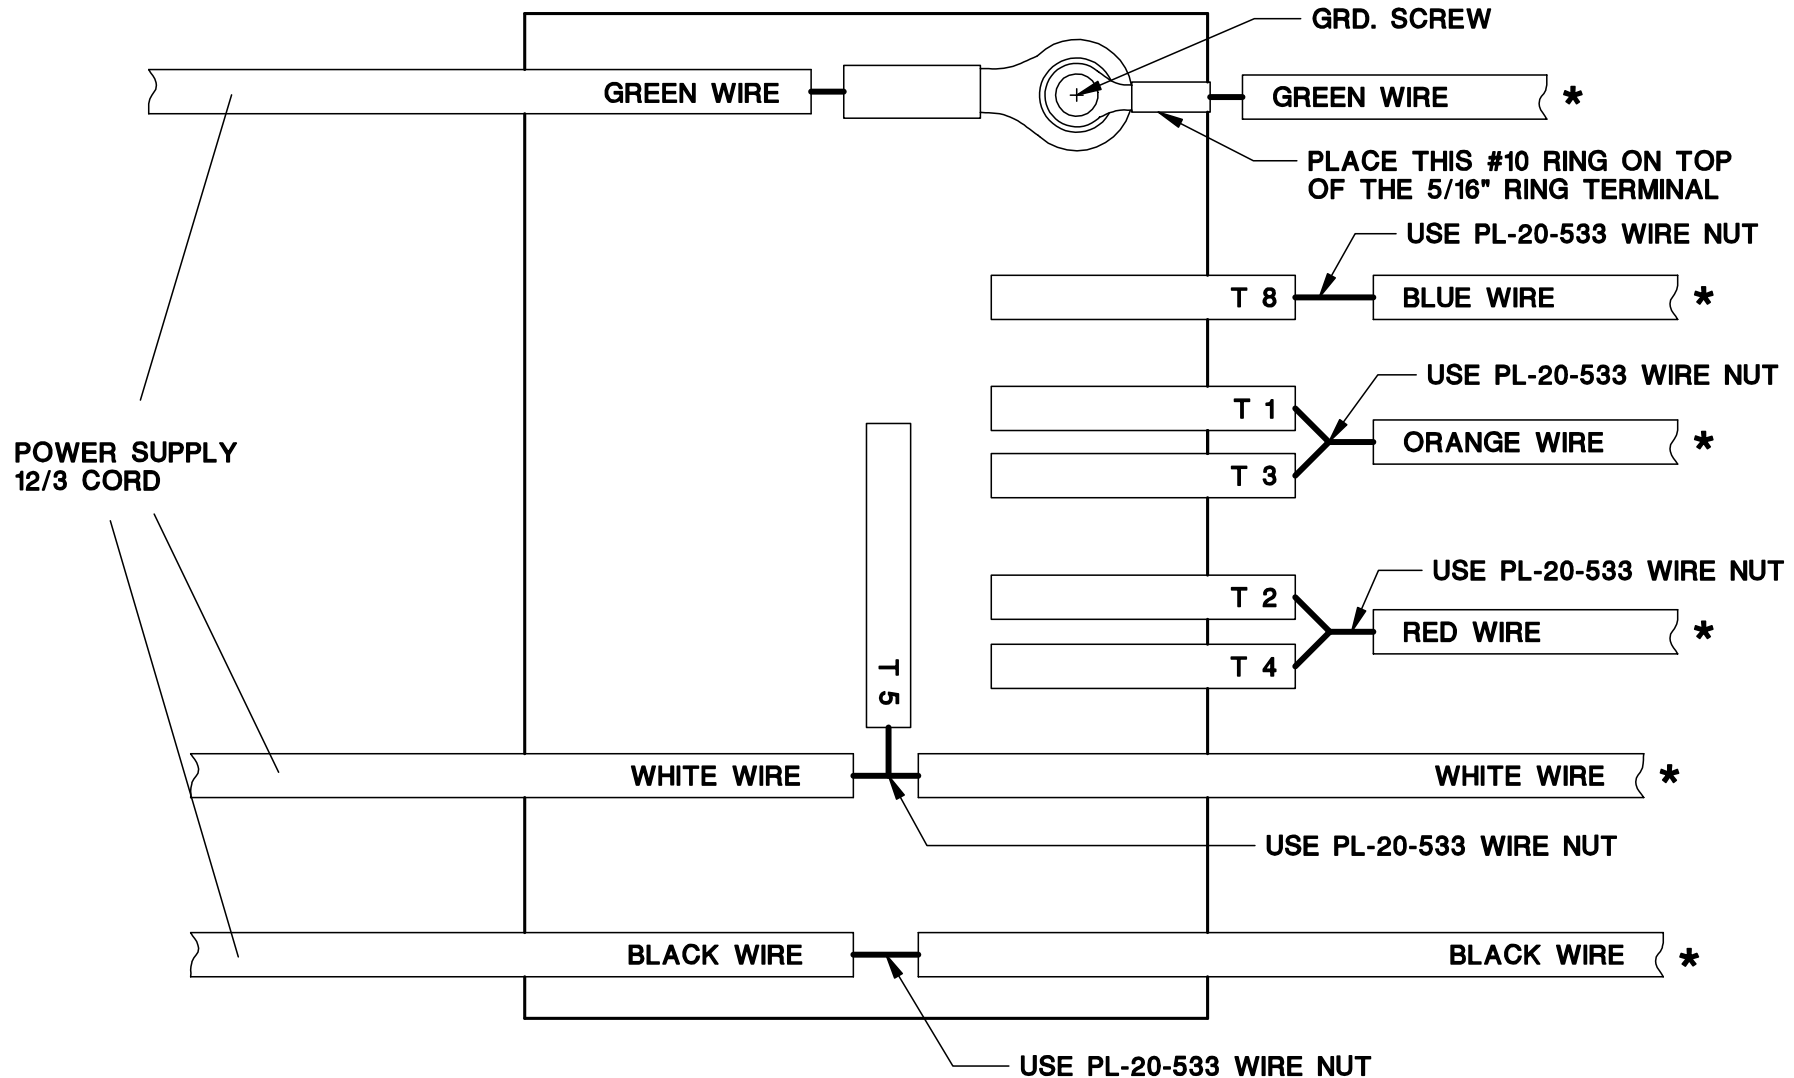 GRD. SCREW
GREEN WIRE
GREEN WIRE *
PLACE THIS #10 RING ON TOP
OF THE 5/16" RING TERMINAL
USE PL-20-533 WIRE NUT
T 8
BLUE WIRE *
USE PL-20-533 WIRE NUT
T 1
ORANGE WIRE *
T 3
POWER SUPPLY
12/3 CORD
USE PL-20-533 WIRE NUT
T 2
RED WIRE *
T 4
T 5
WHITE WIRE
WHITE WIRE *
USE PL-20-533 WIRE NUT
BLACK WIRE
BLACK WIRE *
USE PL-20-533 WIRE NUT